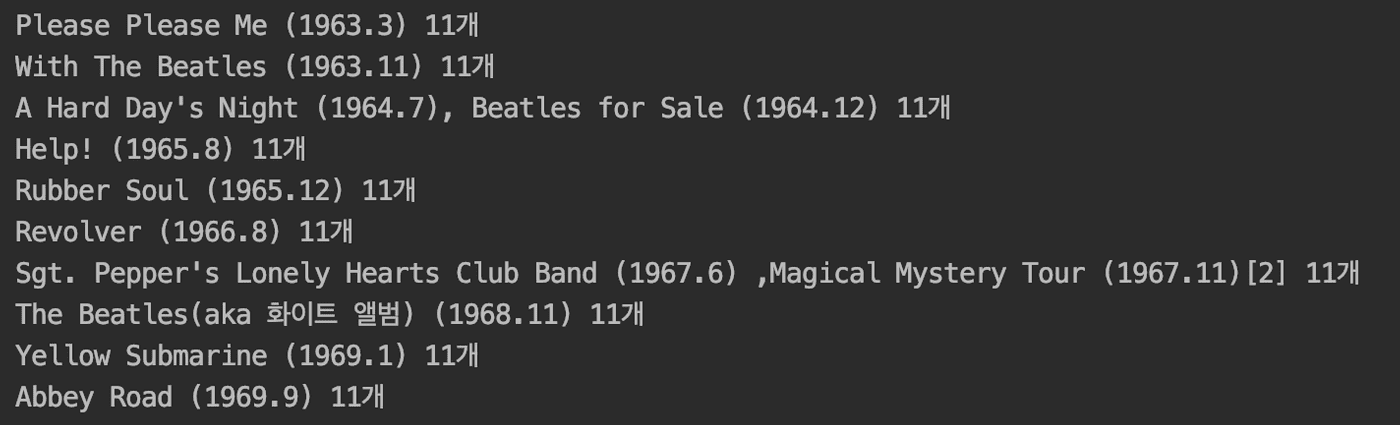 Please Please Me (1963.3) 11개
With The Beatles (1963.11) 11개
A Hard Day's Night (1964.7), Beatles for Sale (1964.12) 11개
Help! (1965.8) 11개
Rubber Soul (1965.12) 11개
Revolver (1966.8) 11개
Sgt. Pepper's Lonely Hearts Club Band (1967.6) ,Magical Mystery Tour (1967.11)[2] 11개
The Beatles(aka 화이트 앨범) (1968.11) 11개
Yellow Submarine (1969.1) 11개
Abbey Road (1969.9) 11개